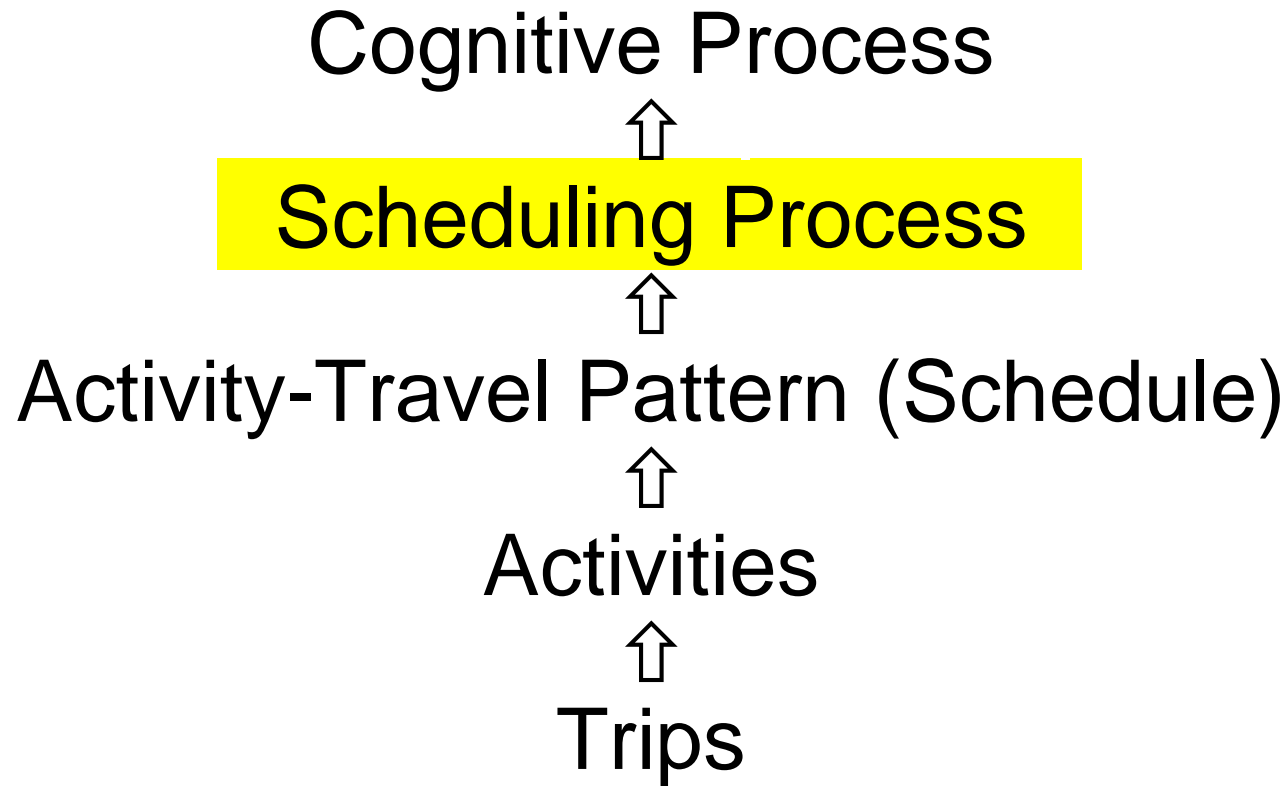 Cognitive Process
Scheduling Process
Activity-Travel Pattern (Schedule)
Activities
Trips